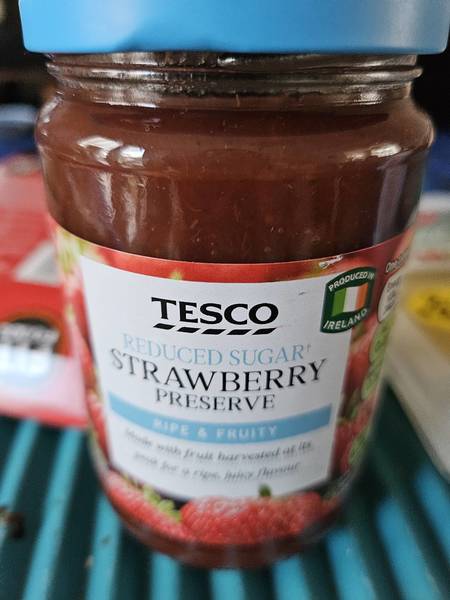 TESCO
REDUCED SUGAR†
STRAWBERRY
PRESERVE
RIPE & FRUITY
Made with fruit harvested at its
peak for a ripe, juicy flavour
PRODUCED IN
IRELAND